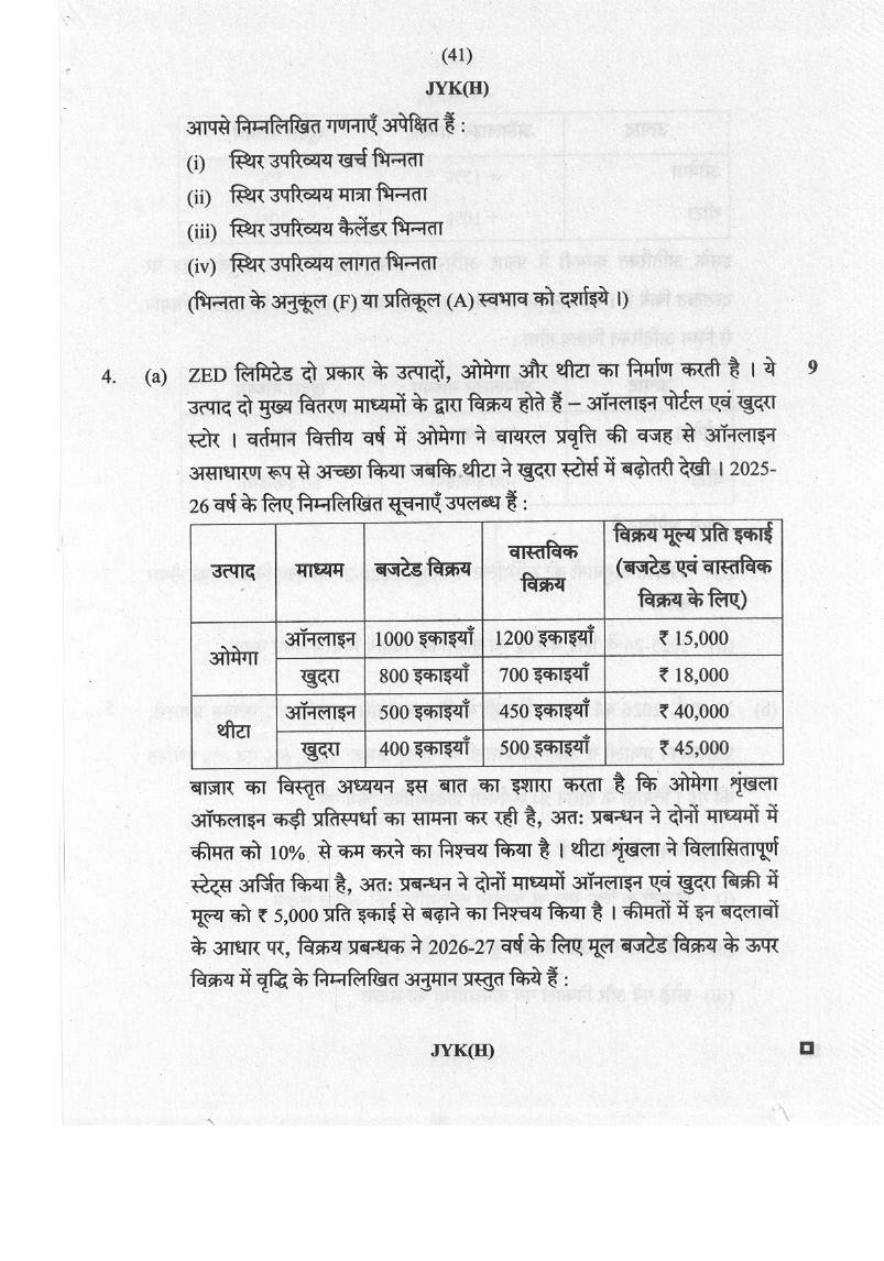 (41)
JYK(H)
आपसे निम्नलिखित गणनाएँ अपेक्षित हैं :
(i) स्थिर उपरिव्यय खर्च भिन्नता
(ii) स्थिर उपरिव्यय मात्रा भिन्नता
(iii) स्थिर उपरिव्यय कैलेंडर भिन्नता
(iv) स्थिर उपरिव्यय लागत भिन्नता
(भिन्नता के अनुकूल (F) या प्रतिकूल (A) स्वभाव को दर्शाइये ।)
4. (a) ZED लिमिटेड दो प्रकार के उत्पादों, ओमेगा और थीटा का निर्माण करती है । ये 9
उत्पाद दो मुख्य वितरण माध्यमों के द्वारा विक्रय होते हैं – ऑनलाइन पोर्टल एवं खुदरा
स्टोर । वर्तमान वित्तीय वर्ष में ओमेगा ने वायरल प्रवृत्ति की वजह से ऑनलाइन
असाधारण रूप से अच्छा किया जबकि थीटा ने खुदरा स्टोर्स में बढ़ोतरी देखी । 2025-
26 वर्ष के लिए निम्नलिखित सूचनाएँ उपलब्ध हैं :
उत्पाद माध्यम बजटेड विक्रय वास्तविक विक्रय विक्रय मूल्य प्रति इकाई (बजटेड एवं वास्तविक विक्रय के लिए)
ओमेगा ऑनलाइन 1000 इकाइयाँ 1200 इकाइयाँ ₹ 15,000
खुदरा 800 इकाइयाँ 700 इकाइयाँ ₹ 18,000
थीटा ऑनलाइन 500 इकाइयाँ 450 इकाइयाँ ₹ 40,000
खुदरा 400 इकाइयाँ 500 इकाइयाँ ₹ 45,000
बाज़ार का विस्तृत अध्ययन इस बात का इशारा करता है कि ओमेगा शृंखला
ऑफलाइन कड़ी प्रतिस्पर्धा का सामना कर रही है, अतः प्रबन्धन ने दोनों माध्यमों में
कीमत को 10% से कम करने का निश्चय किया है । थीटा शृंखला ने विलासितापूर्ण
स्टेट्स अर्जित किया है, अतः प्रबन्धन ने दोनों माध्यमों ऑनलाइन एवं खुदरा बिक्री में
मूल्य को ₹ 5,000 प्रति इकाई से बढ़ाने का निश्चय किया है । कीमतों में इन बदलावों
के आधार पर, विक्रय प्रबन्धक ने 2026-27 वर्ष के लिए मूल बजटेड विक्रय के ऊपर
विक्रय में वृद्धि के निम्नलिखित अनुमान प्रस्तुत किये हैं :
JYK(H)